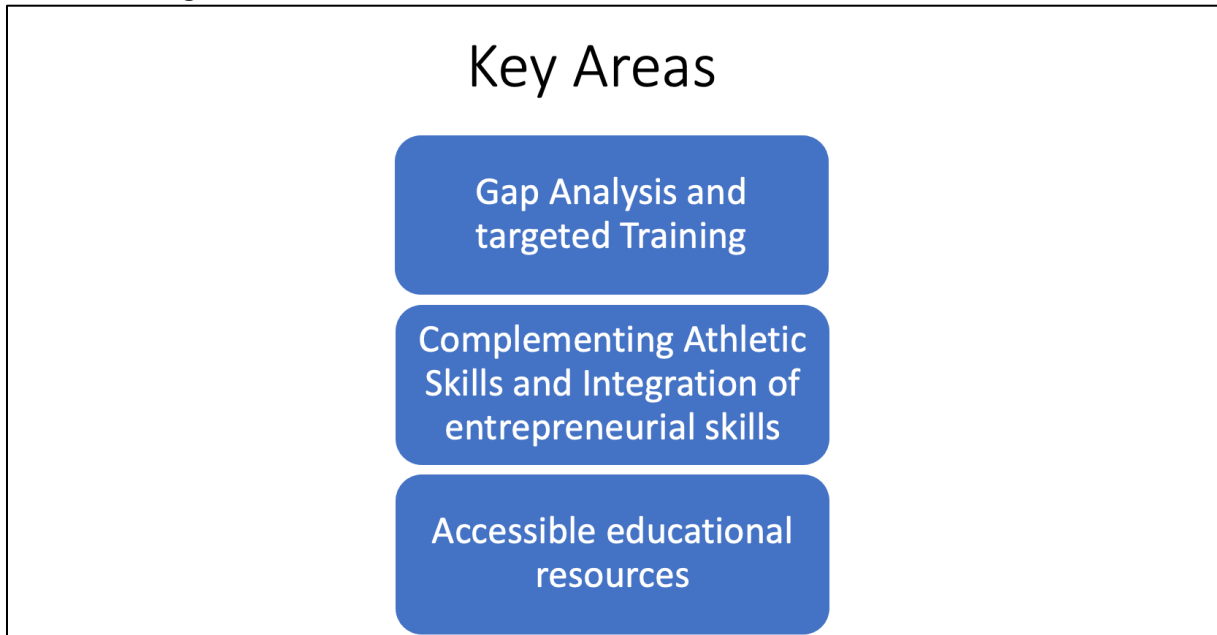 Key Areas
Gap Analysis and
targeted Training
Complementing Athletic
Skills and Integration of
entrepreneurial skills
Accessible educational
resources